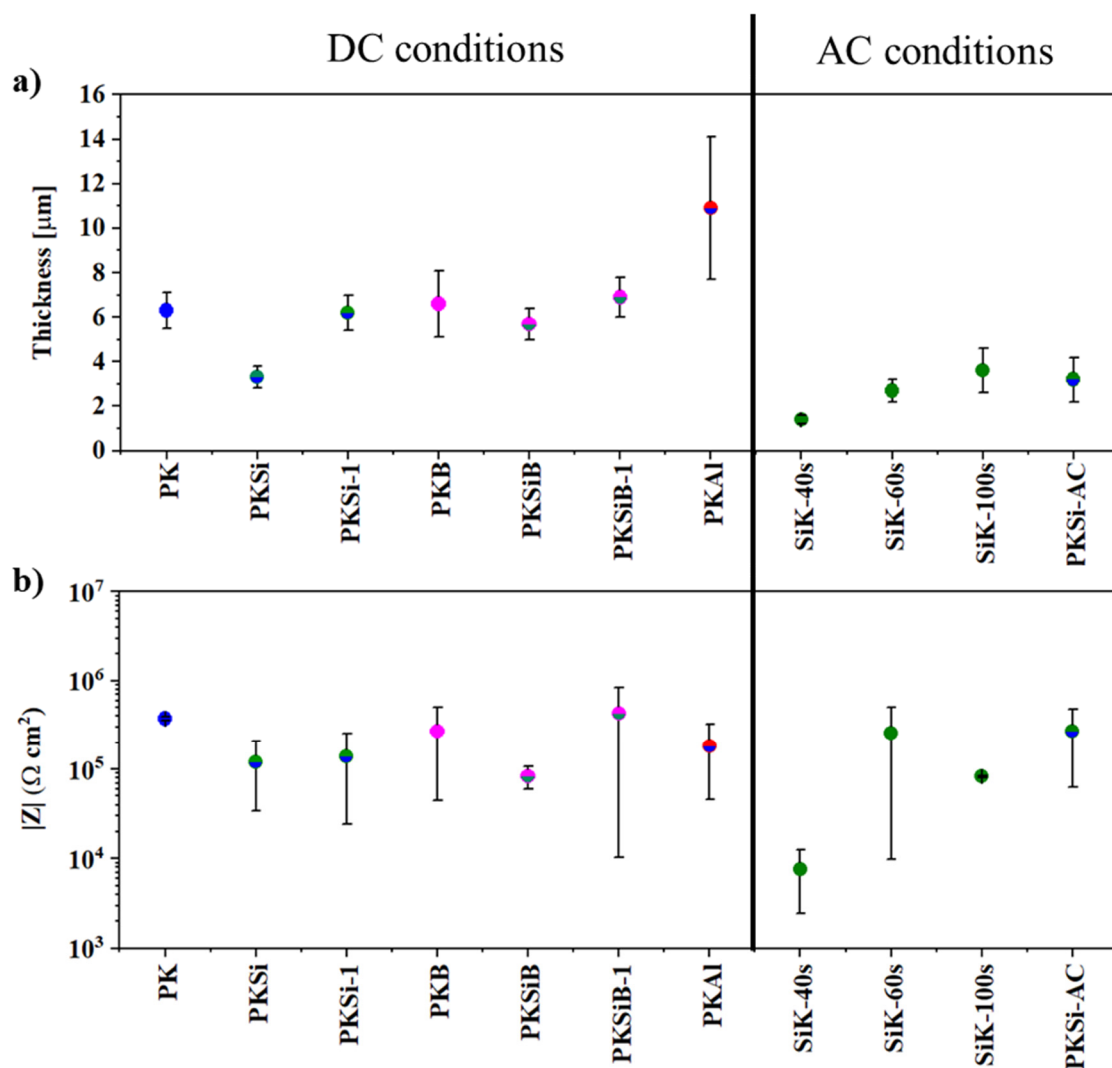 DC conditions
AC conditions
a)
16
14
12
10
8
6
4
2
0
Thickness [µm]
PK
PKSi
PKSi-1
PKB
PKSiB
PKSiB-1
PKAl
SiK-40s
SiK-60s
SiK-100s
PKSi-AC
b)
10⁷
10⁶
10⁵
10⁴
10³
|Z| (Ω cm²)
PK
PKSi
PKSi-1
PKB
PKSiB
PKSiB-1
PKAl
SiK-40s
SiK-60s
SiK-100s
PKSi-AC